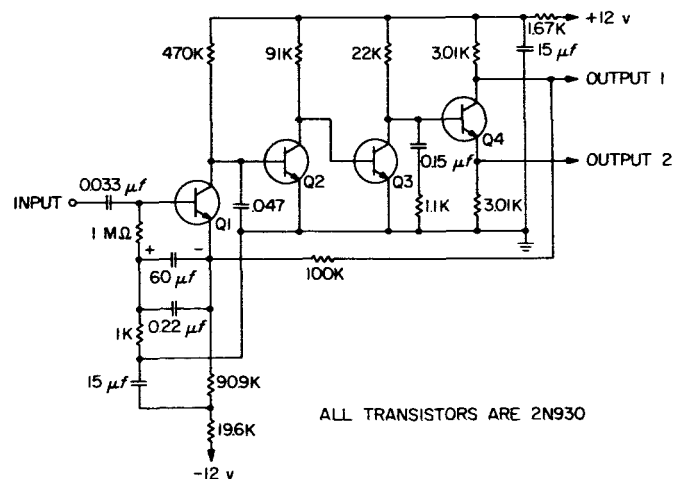 +12 v
1.67K
470K
91K
22K
3.01K
15 μf
OUTPUT 1
Q4
Q2
0.15 μf
Q3
OUTPUT 2
0.033 μf
INPUT
Q1
.047
1.1K
3.01K
1 MΩ
+ −
60 μf
100K
0.22 μf
1K
15 μf
90.9K
ALL TRANSISTORS ARE 2N930
19.6K
−12 v